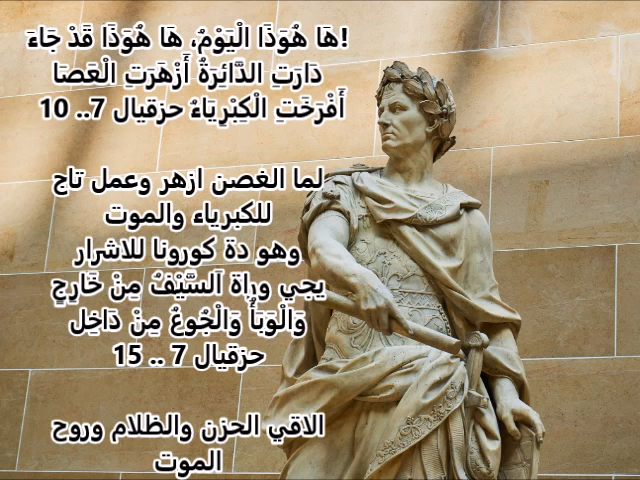 !هَا هُوَذَا الْيَوْمُ، هَا هُوَذَا قَدْ جَاءَ
دَارَتِ الدَّائِرَةُ أَزْهَرَتِ الْعَصَا
أَفْرَخَتِ الْكِبْرِيَاءُ حزقيال 7.. 10
لما الغصن ازهر وعمل تاج
للكبرياء والموت
وهو دة كورونا للاشرار
يجي وراة اَلسَّيْفُ مِنْ خَارِجٍ
وَالْوَبَأُ وَالْجُوعُ مِنْ دَاخِل
حزقيال 7 .. 15
الاقي الحزن والظلام وروح
الموت